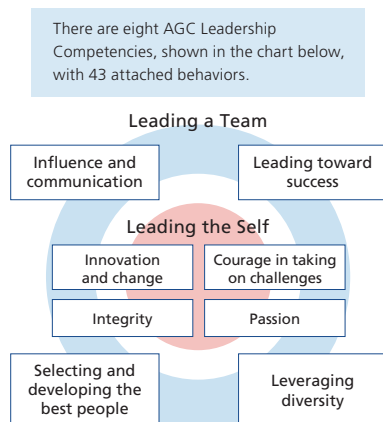 There are eight AGC Leadership
Competencies, shown in the chart below,
with 43 attached behaviors.
Leading a Team
Influence and
communication
Leading toward
success
Leading the Self
Innovation
and change
Courage in taking
on challenges
Integrity
Passion
Selecting and
developing the
best people
Leveraging
diversity